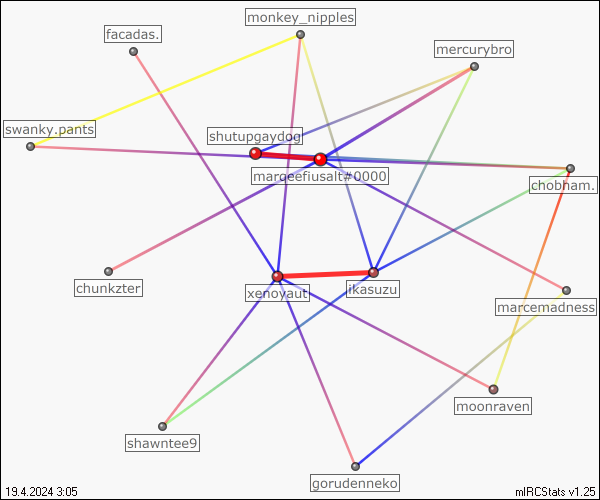 monkey_nipples
facadas.
mercurybro
swanky.pants
shutupgaydog
margeefiusalt#0000
chobham.
chunkzter
xenoyaut
ikasuzu
marcemadness
moonraven
shawntee9
gorudenneko
19.4.2024 3:05
mIRCStats v1.25